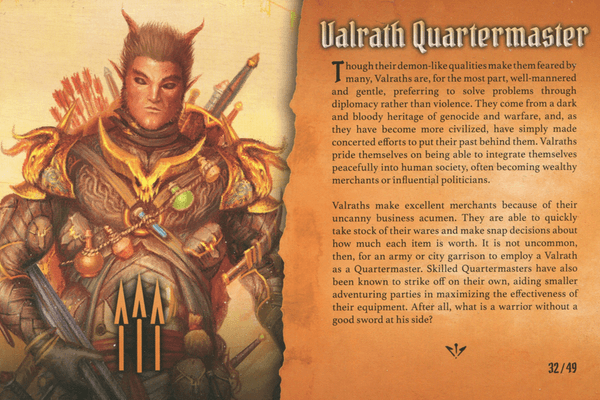 Valrath Quartermaster
Though their demon-like qualities make them feared by
many, Valraths are, for the most part, well-mannered
and gentle, preferring to solve problems through
diplomacy rather than violence. They come from a dark
and bloody heritage of genocide and warfare, and, as
they have become more civilized, have simply made
concerted efforts to put their past behind them. Valraths
pride themselves on being able to integrate themselves
peacefully into human society, often becoming wealthy
merchants or influential politicians.
Valraths make excellent merchants because of their
uncanny business acumen. They are able to quickly
take stock of their wares and make snap decisions about
how much each item is worth. It is not uncommon,
then, for an army or city garrison to employ a Valrath
as a Quartermaster. Skilled Quartermasters have also
been known to strike off on their own, aiding smaller
adventuring parties in maximizing the effectiveness of
their equipment. After all, what is a warrior without a
good sword at his side?
32/49